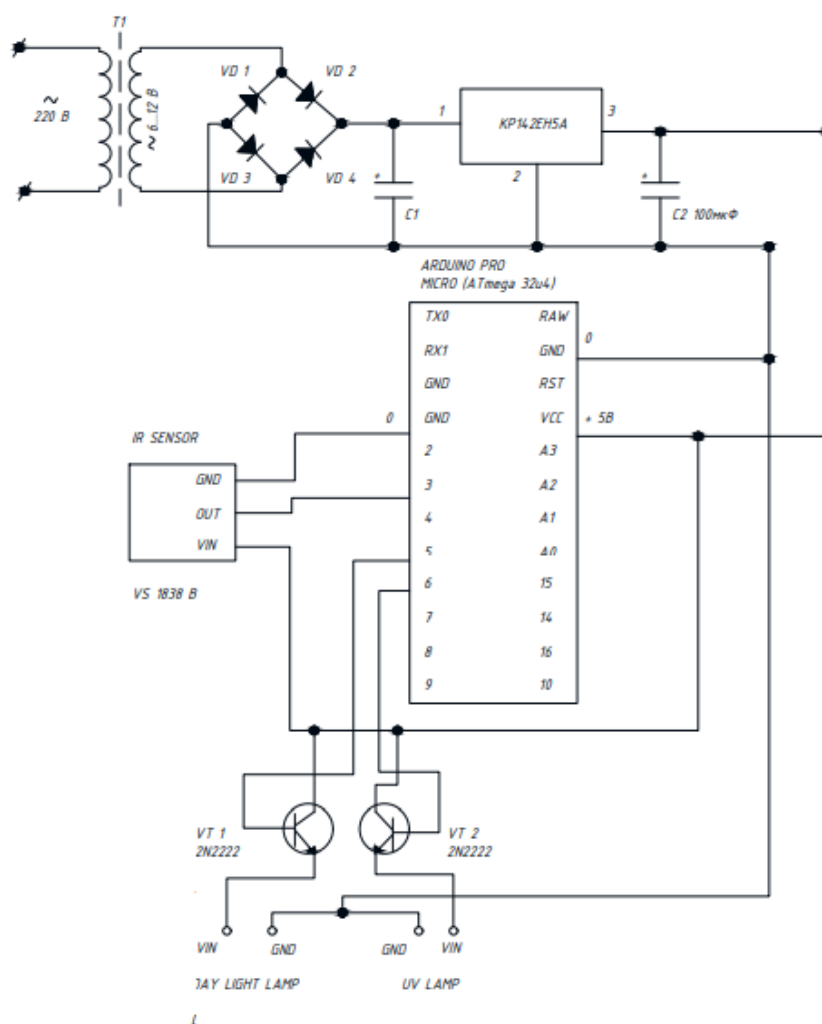 T1
VD 1
VD 2
~
220 В
~ 6...12 В
1
КР142ЕН5А
3
2
VD 3
VD 4
+
C1
+
C2 100мкФ
ARDUINO PRO
MICRO (ATmega 32u4)
TX0
RAW
0
RX1
GND
GND
RST
0
GND
VCC
+ 5В
IR SENSOR
2
A3
GND
3
A2
OUT
4
A1
VIN
5
A0
6
15
VS 1838 B
7
14
8
16
9
10
VT 1
2N2222
VT 2
2N2222
VIN
GND
GND
VIN
LIGHT LAMP
UV LAMP